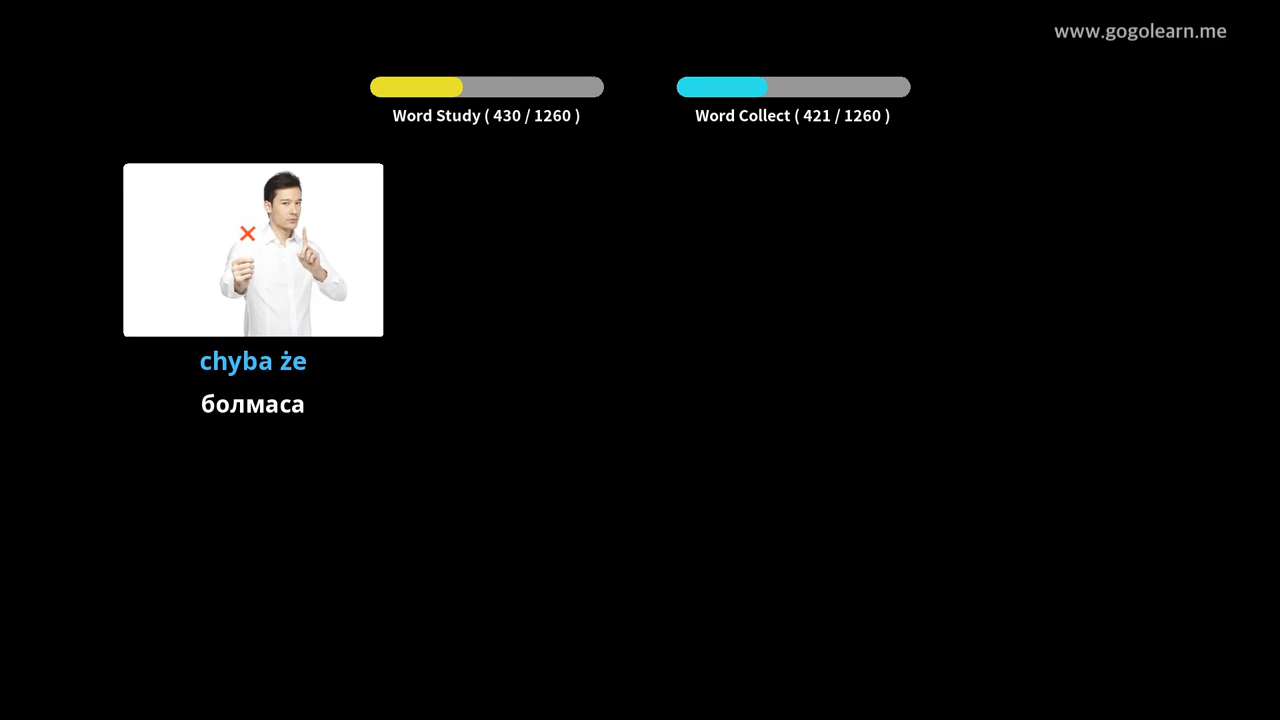 www.gogolearn.me
Word Study ( 430 / 1260 )
Word Collect ( 421 / 1260 )
chyba że
болмаса